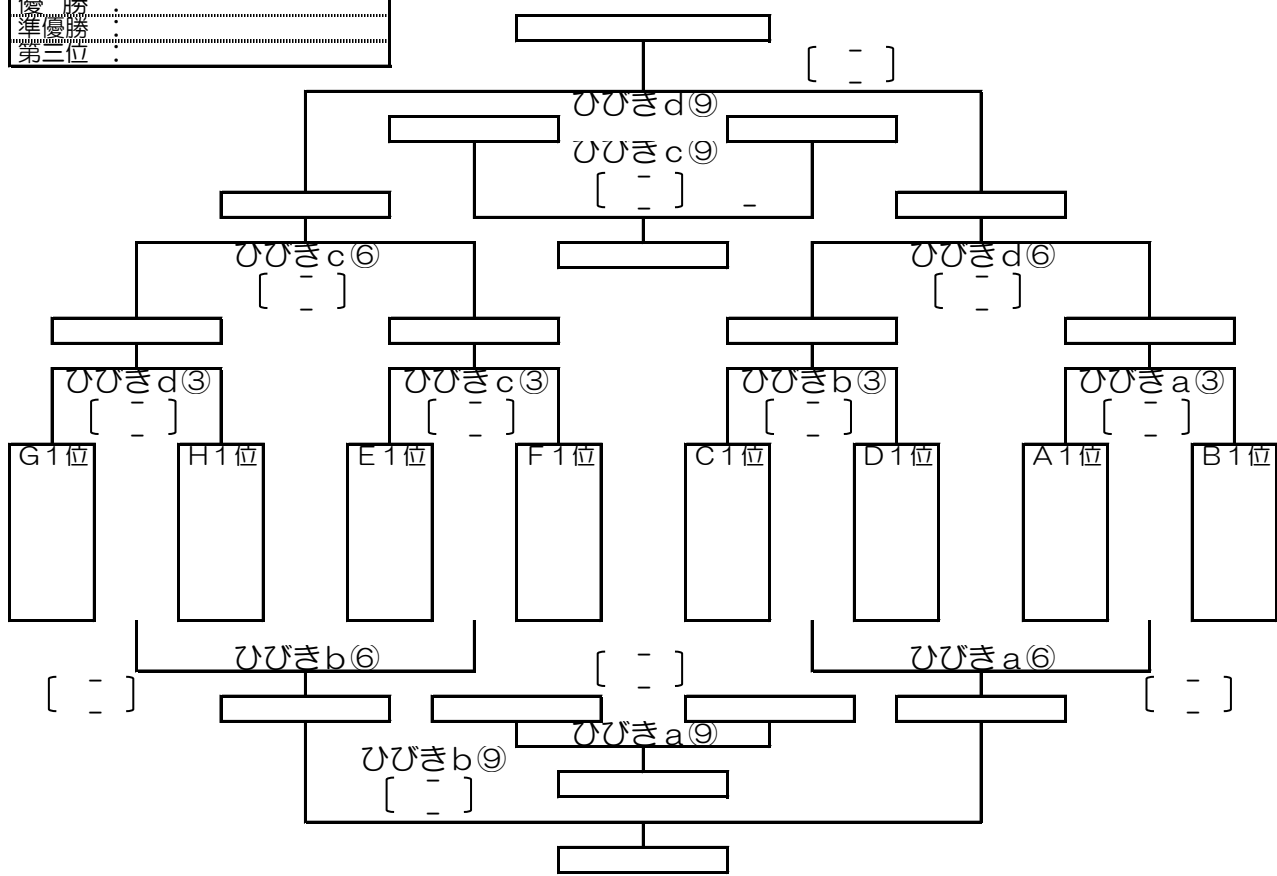 優　勝　：
準優勝　：
第三位　：
［　－　－　］
ひびきｄ⑨
ひびきｃ⑨
［　－　－　］　－
ひびきｃ⑥　ひびきｄ⑥
［　－　－　］　［　－　－　］
ひびきｄ③　ひびきｃ③　ひびきｂ③　ひびきａ③
［　－　－　］　［　－　－　］　［　－　－　］　［　－　－　］
Ｇ１位　Ｈ１位　Ｅ１位　Ｆ１位　Ｃ１位　Ｄ１位　Ａ１位　Ｂ１位
ひびきｂ⑥　［　－　－　］　ひびきａ⑥
［　－　－　］　［　－　－　］
ひびきａ⑨
ひびきｂ⑨
［　－　－　］